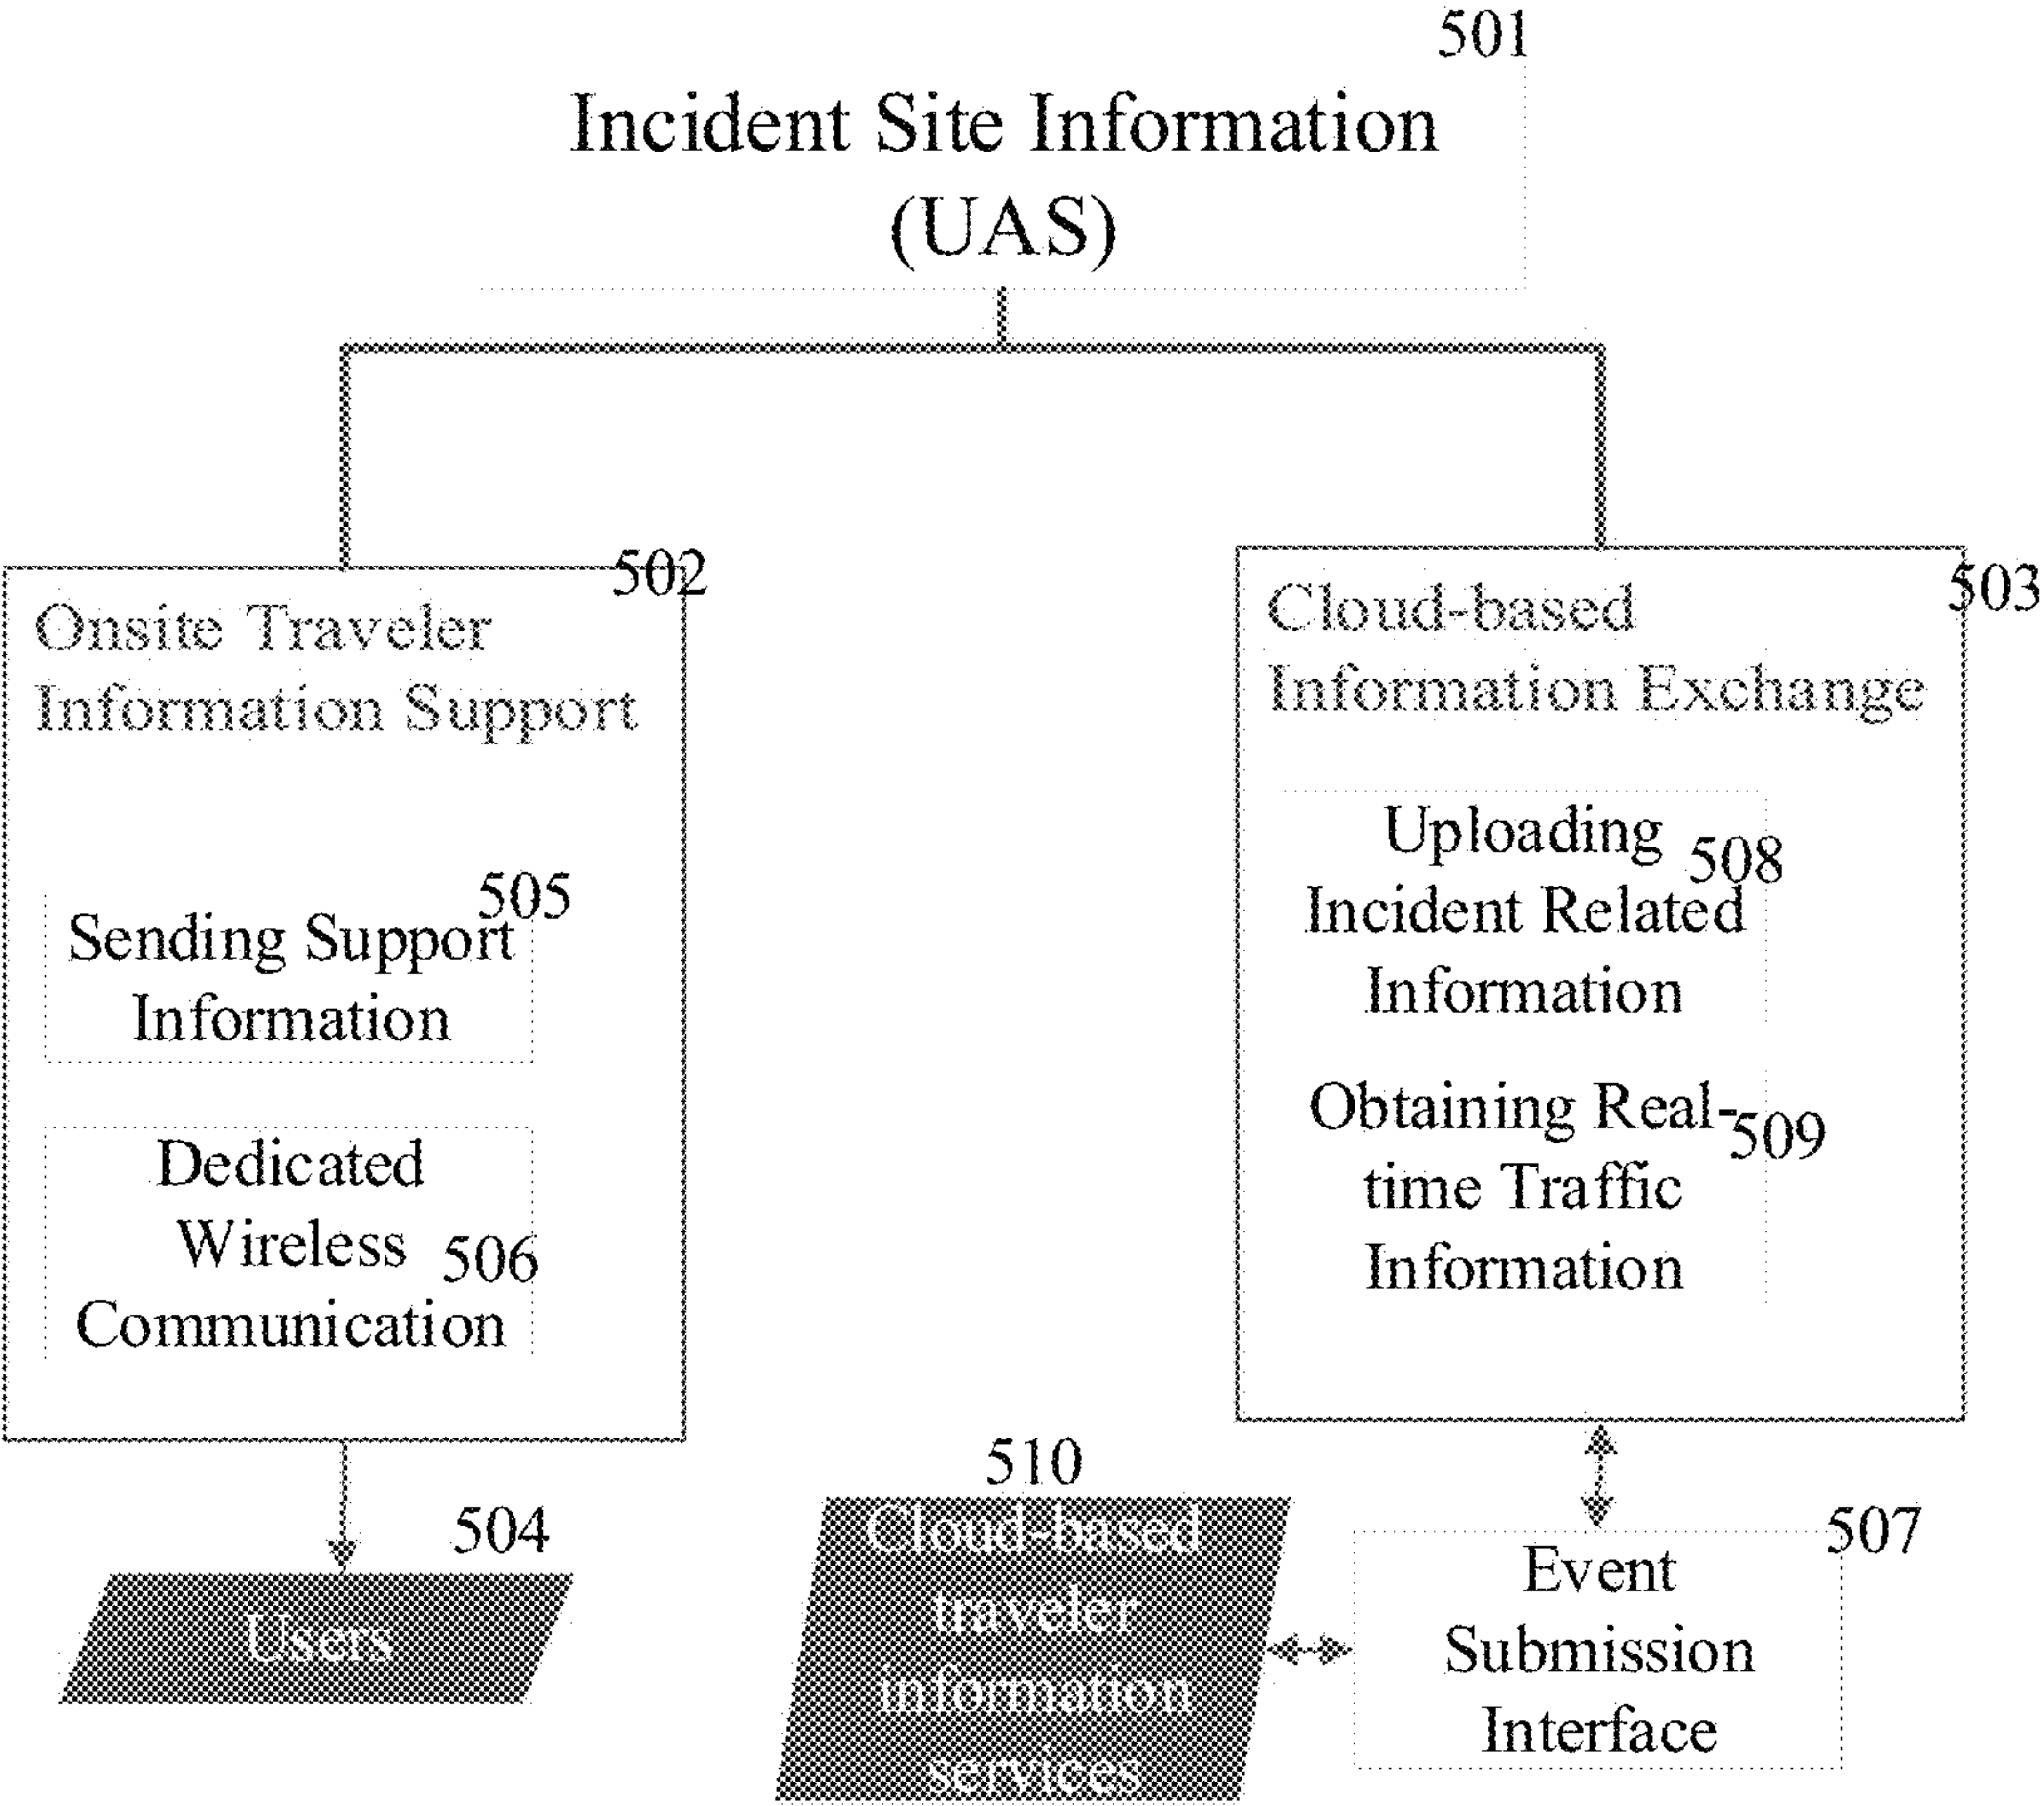 501
Incident Site Information
(UAS)
502
Onsite Traveler
Information Support
505
Sending Support
Information
Dedicated
Wireless 506
Communication
504
Users
503
Cloud-based
Information Exchange
Uploading 508
Incident Related
Information
Obtaining Real-
509
time Traffic
Information
510
Cloud-based
traveler
information
services
507
Event
Submission
Interface